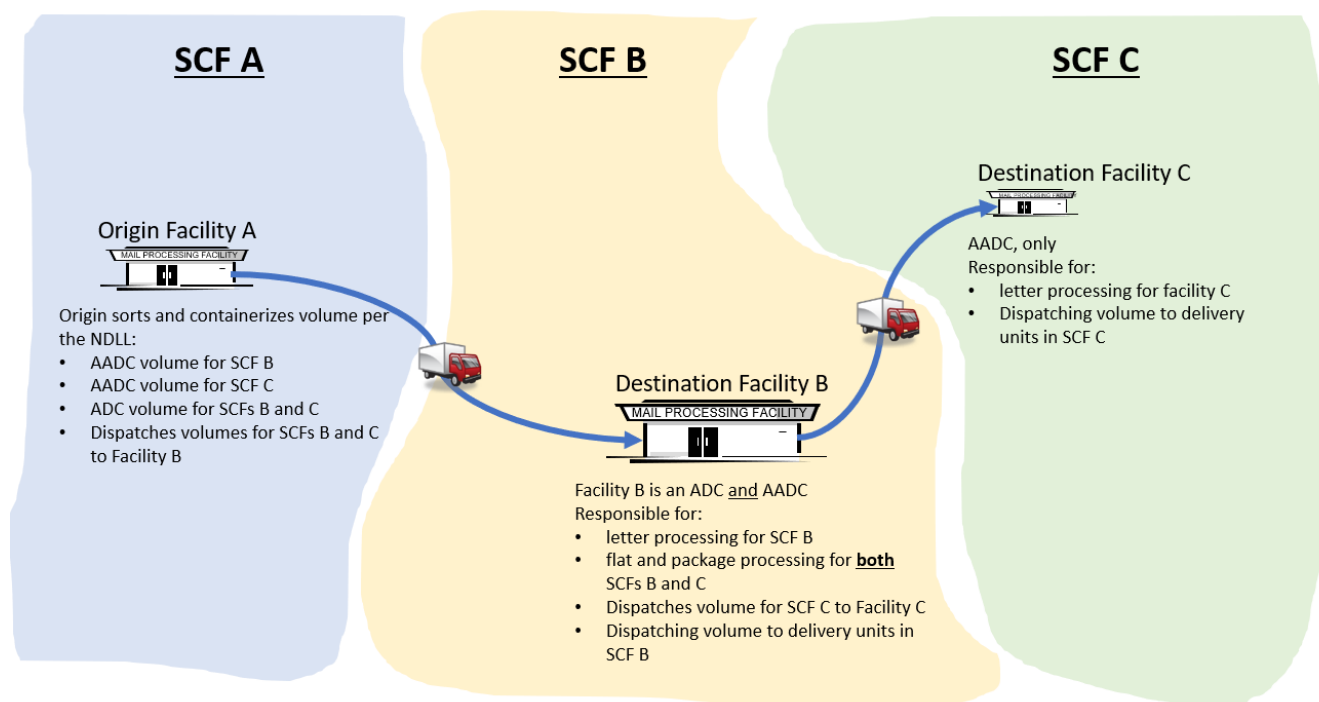 SCF A
SCF B
SCF C
Origin Facility A
MAIL PROCESSING FACILITY
Origin sorts and containerizes volume per
the NDLL:
• AADC volume for SCF B
• AADC volume for SCF C
• ADC volume for SCFs B and C
• Dispatches volumes for SCFs B and C
to Facility B
Destination Facility B
MAIL PROCESSING FACILITY
Facility B is an ADC and AADC
Responsible for:
• letter processing for SCF B
• flat and package processing for both
SCFs B and C
• Dispatches volume for SCF C to Facility C
• Dispatching volume to delivery units in
SCF B
Destination Facility C
MAIL PROCESSING FACILITY
AADC, only
Responsible for:
• letter processing for facility C
• Dispatching volume to delivery
units in SCF C